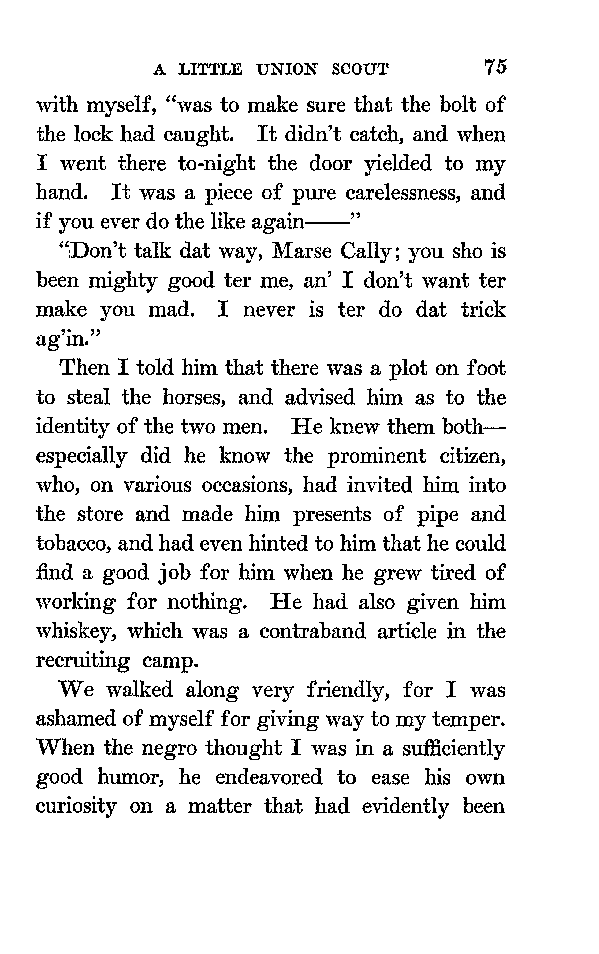 A LITTLE UNION SCOUT 75
with myself, “was to make sure that the bolt of
the lock had caught. It didn’t catch, and when
I went there to-night the door yielded to my
hand. It was a piece of pure carelessness, and
if you ever do the like again——”
“Don’t talk dat way, Marse Cally; you sho is
been mighty good ter me, an’ I don’t want ter
make you mad. I never is ter do dat trick
ag’in.”
Then I told him that there was a plot on foot
to steal the horses, and advised him as to the
identity of the two men. He knew them both—
especially did he know the prominent citizen,
who, on various occasions, had invited him into
the store and made him presents of pipe and
tobacco, and had even hinted to him that he could
find a good job for him when he grew tired of
working for nothing. He had also given him
whiskey, which was a contraband article in the
recruiting camp.
We walked along very friendly, for I was
ashamed of myself for giving way to my temper.
When the negro thought I was in a sufficiently
good humor, he endeavored to ease his own
curiosity on a matter that had evidently been